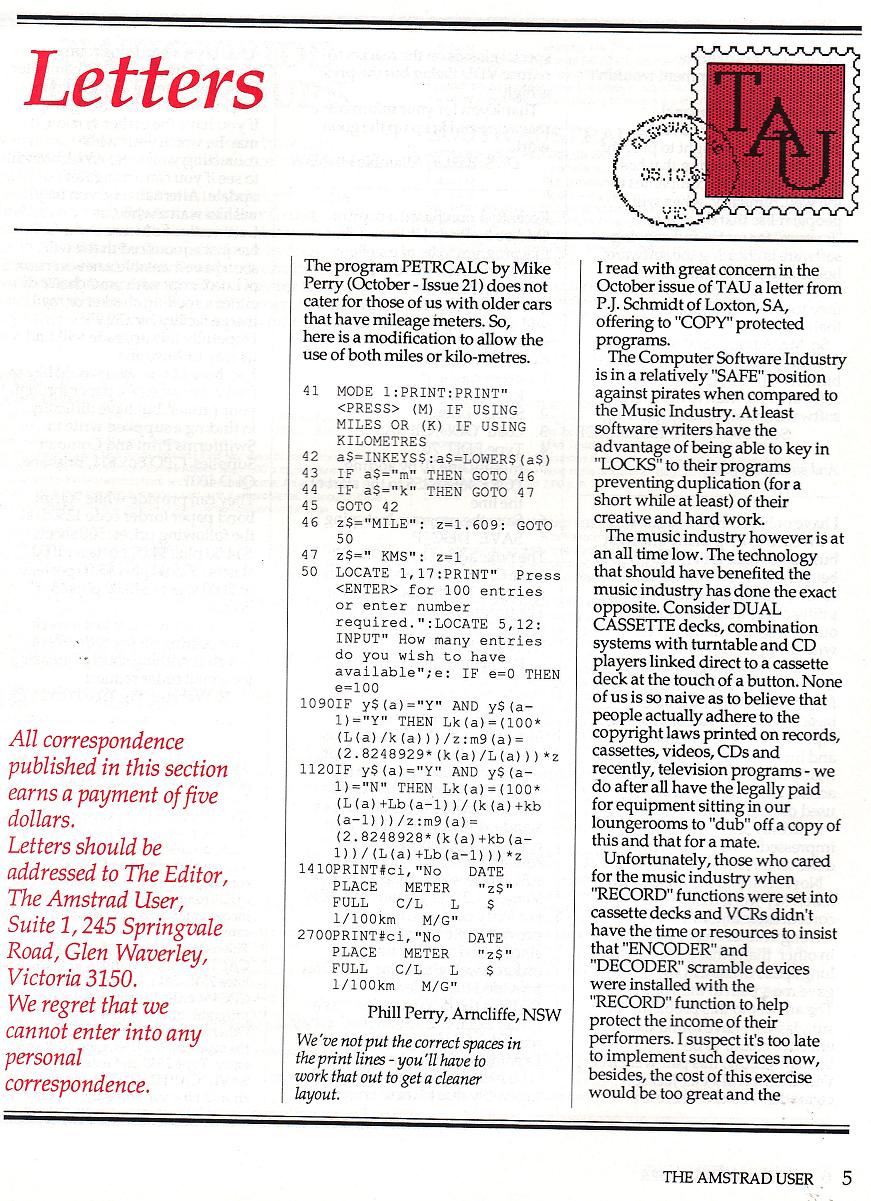 Letters
TAU
VIC
All correspondence
published in this section
earns a payment of five
dollars.
Letters should be
addressed to The Editor,
The Amstrad User,
Suite 1, 245 Springvale
Road, Glen Waverley,
Victoria 3150.
We regret that we
cannot enter into any
personal
correspondence.
The program PETRCALC by Mike
Perry (October - Issue 21) does not
cater for those of us with older cars
that have mileage meters. So,
here is a modification to allow the
use of both miles or kilo-metres.
41 MODE 1:PRINT:PRINT"
<PRESS> (M) IF USING
MILES OR (K) IF USING
KILOMETRES
42 a$=INKEYS$:a$=LOWER$(a$)
43 IF a$="m" THEN GOTO 46
44 IF a$="k" THEN GOTO 47
45 GOTO 42
46 z$="MILE": z=1.609: GOTO
50
47 z$=" KMS": z=1
50 LOCATE 1,17:PRINT" Press
<ENTER> for 100 entries
or enter number
required.":LOCATE 5,12:
INPUT" How many entries
do you wish to have
available";e: IF e=0 THEN
e=100
1090IF y$(a)="Y" AND y$(a-
1)="Y" THEN Lk(a)=(100*
(L(a)/k(a)))/z:m9(a)=
(2.8248929*(k(a)/L(a)))*z
1120IF y$(a)="Y" AND y$(a-
1)="N" THEN Lk(a)=(100*
(L(a)+Lb(a-1))/(k(a)+kb
(a-1)))/z:m9(a)=
(2.8248928*(k(a)+kb(a-
1))/(L(a)+Lb(a-1)))*z
1410PRINT#ci,"No DATE
PLACE METER "z$"
FULL C/L L $
1/100km M/G"
2700PRINT#ci,"No DATE
PLACE METER "z$"
FULL C/L L $
1/100km M/G"
Phill Perry, Arncliffe, NSW
We've not put the correct spaces in
the print lines - you'll have to
work that out to get a cleaner
layout.
I read with great concern in the
October issue of TAU a letter from
P.J. Schmidt of Loxton, SA,
offering to "COPY" protected
programs.
The Computer Software Industry
is in a relatively "SAFE" position
against pirates when compared to
the Music Industry. At least
software writers have the
advantage of being able to key in
"LOCKS" to their programs
preventing duplication (for a
short while at least) of their
creative and hard work.
The music industry however is at
an all time low. The technology
that should have benefited the
music industry has done the exact
opposite. Consider DUAL
CASSETTE decks, combination
systems with turntable and CD
players linked direct to a cassette
deck at the touch of a button. None
of us is so naive as to believe that
people actually adhere to the
copyright laws printed on records,
cassettes, videos, CDs and
recently, television programs - we
do after all have the legally paid
for equipment sitting in our
loungerooms to "dub" off a copy of
this and that for a mate.
Unfortunately, those who cared
for the music industry when
"RECORD" functions were set into
cassette decks and VCRs didn't
have the time or resources to insist
that "ENCODER" and
"DECODER" scramble devices
were installed with the
"RECORD" function to help
protect the income of their
performers. I suspect it's too late
to implement such devices now,
besides, the cost of this exercise
would be too great and the
THE AMSTRAD USER 5